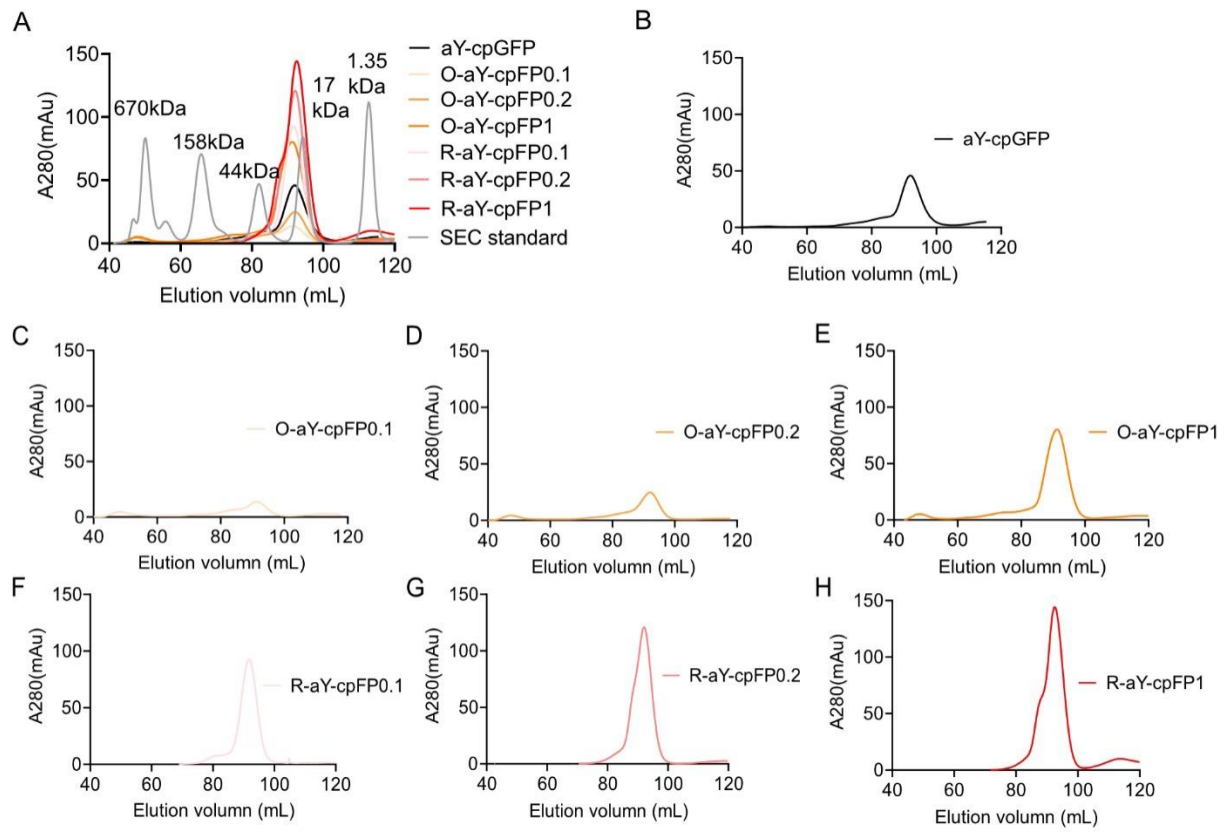 A
A280(mAu)
150
100
50
0
40
60
80
100
120
Elution volumn (mL)
670kDa
158kDa
44kDa
17
kDa
1.35
kDa
aY-cpGFP
O-aY-cpFP0.1
O-aY-cpFP0.2
O-aY-cpFP1
R-aY-cpFP0.1
R-aY-cpFP0.2
R-aY-cpFP1
SEC standard
B
A280(mAu)
150
100
50
0
40
60
80
100
120
Elution volumn (mL)
aY-cpGFP
C
A280(mAu)
150
100
50
0
40
60
80
100
120
Elution volumn (mL)
O-aY-cpFP0.1
D
A280(mAu)
150
100
50
0
40
60
80
100
120
Elution volumn (mL)
O-aY-cpFP0.2
E
A280(mAu)
150
100
50
0
40
60
80
100
120
Elution volumn (mL)
O-aY-cpFP1
F
A280(mAu)
150
100
50
0
40
60
80
100
120
Elution volumn (mL)
R-aY-cpFP0.1
G
A280(mAu)
150
100
50
0
40
60
80
100
120
Elution volumn (mL)
R-aY-cpFP0.2
H
A280(mAu)
150
100
50
0
40
60
80
100
120
Elution volumn (mL)
R-aY-cpFP1